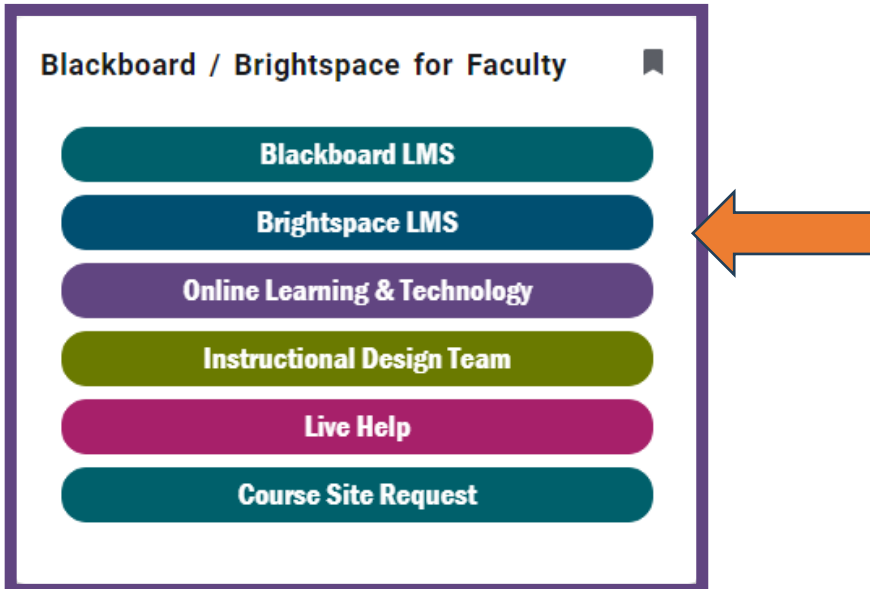 Blackboard / Brightspace for Faculty
Blackboard LMS
Brightspace LMS
Online Learning & Technology
Instructional Design Team
Live Help
Course Site Request